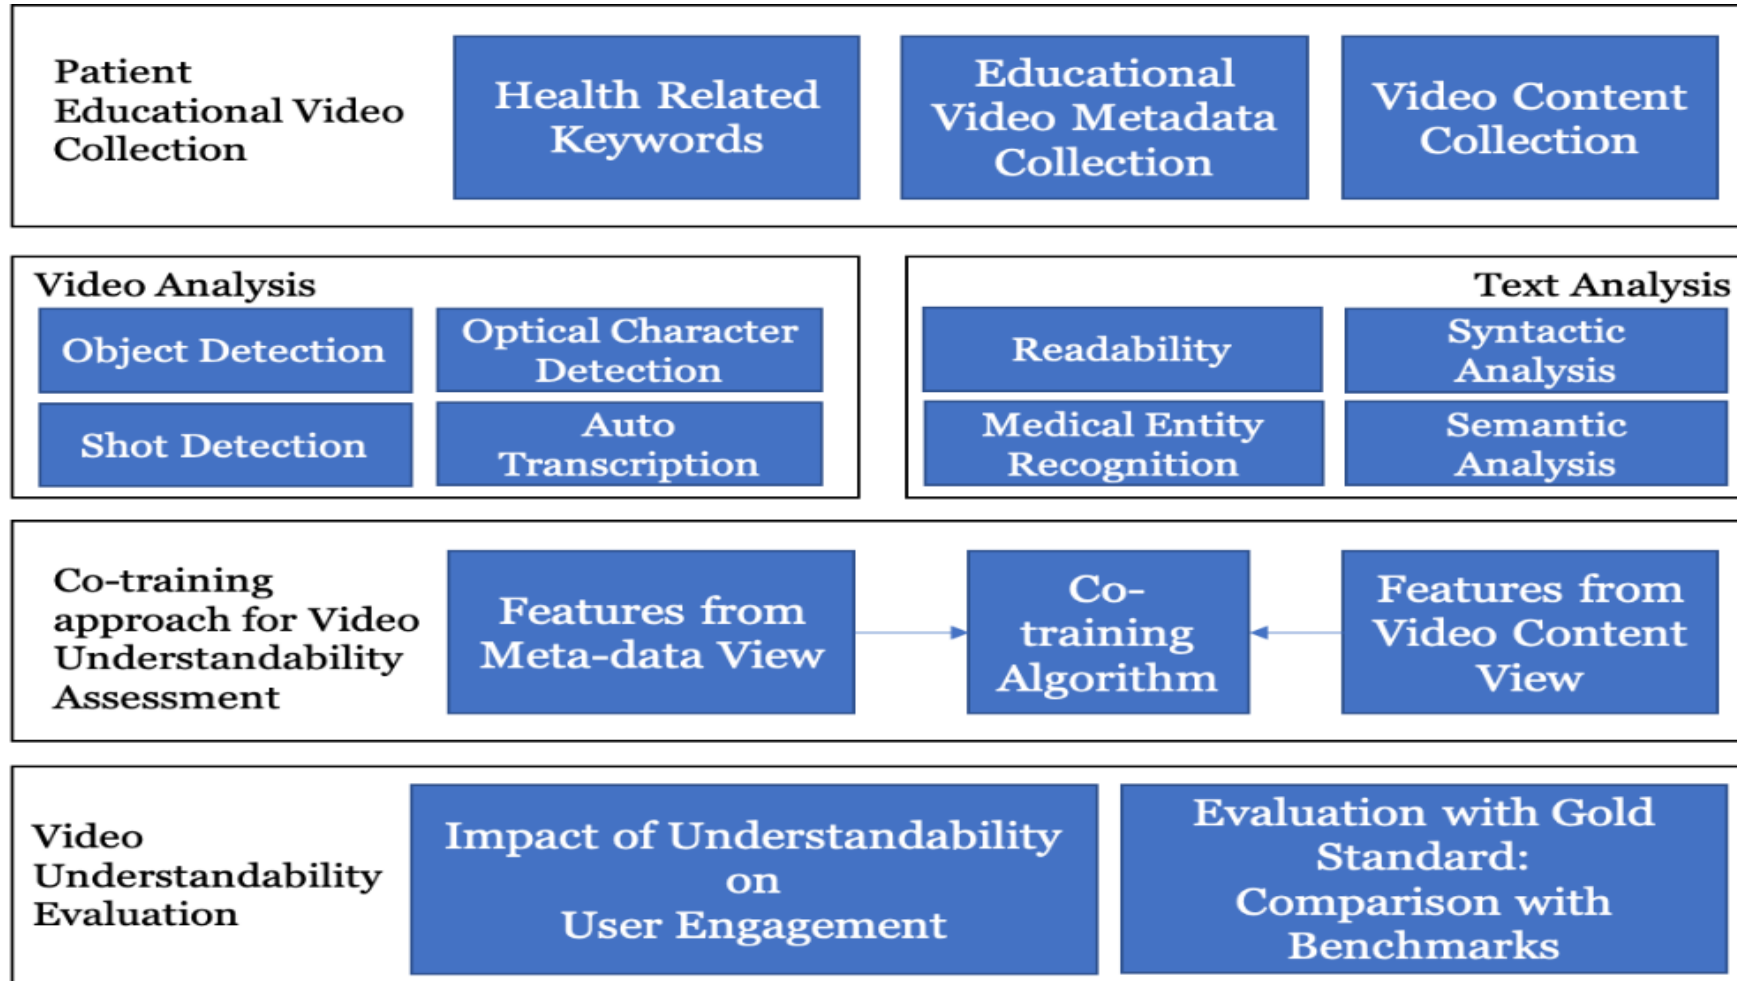 Patient
Educational Video
Collection
Health Related
Keywords
Educational
Video Metadata
Collection
Video Content
Collection
Video Analysis
Object Detection
Optical Character
Detection
Shot Detection
Auto
Transcription
Text Analysis
Readability
Syntactic
Analysis
Medical Entity
Recognition
Semantic
Analysis
Co-training
approach for Video
Understandability
Assessment
Features from
Meta-data View
Co-
training
Algorithm
Features from
Video Content
View
Video
Understandability
Evaluation
Impact of Understandability
on
User Engagement
Evaluation with Gold
Standard:
Comparison with
Benchmarks